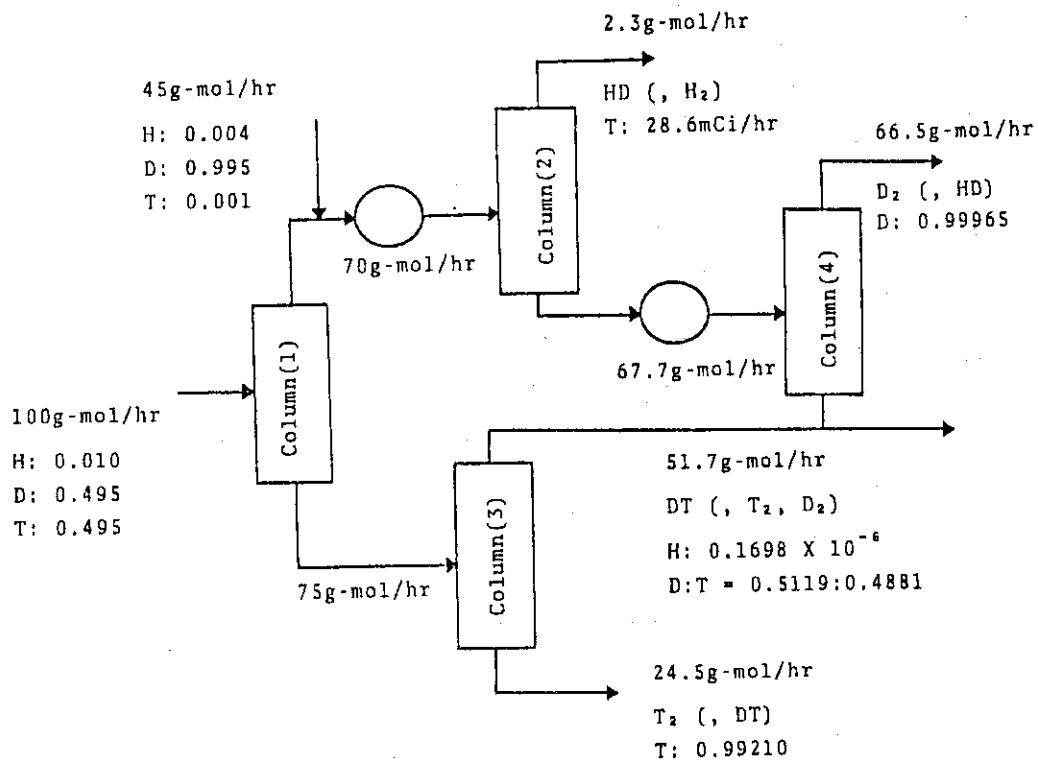 2.3g-mol/hr
HD (, H₂)
T: 28.6mCi/hr
45g-mol/hr
H: 0.004
D: 0.995
T: 0.001
66.5g-mol/hr
D₂ (, HD)
D: 0.99965
Column(2)
70g-mol/hr
Column(4)
67.7g-mol/hr
Column(1)
100g-mol/hr
H: 0.010
D: 0.495
T: 0.495
51.7g-mol/hr
DT (, T₂, D₂)
H: 0.1698 X 10⁻⁶
D:T = 0.5119:0.4881
Column(3)
75g-mol/hr
24.5g-mol/hr
T₂ (, DT)
T: 0.99210